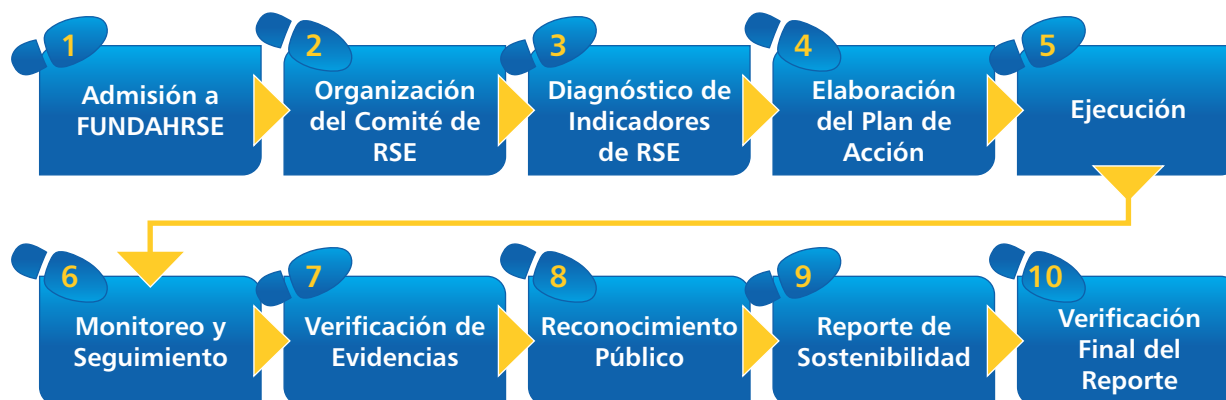 1
Admisión a
FUNDAHRSE
2
Organización
del Comité de
RSE
3
Diagnóstico de
Indicadores
de RSE
4
Elaboración
del Plan de
Acción
5
Ejecución
6
Monitoreo y
Seguimiento
7
Verificación de
Evidencias
8
Reconocimiento
Público
9
Reporte de
Sostenibilidad
10
Verificación
Final del
Reporte